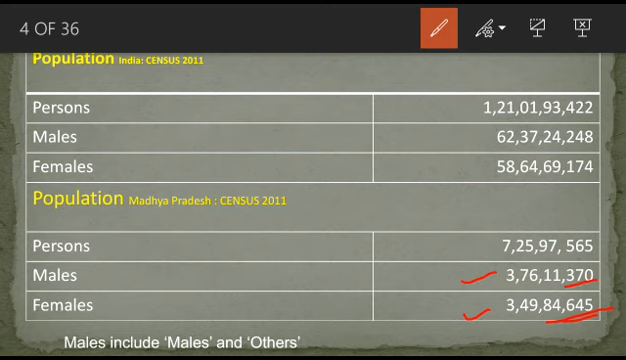 4 OF 36
Population India: CENSUS 2011
Persons 1,21,01,93,422
Males 62,37,24,248
Females 58,64,69,174
Population Madhya Pradesh : CENSUS 2011
Persons 7,25,97, 565
Males 3,76,11,370
Females 3,49,84,645
Males include ‘Males’ and ‘Others’